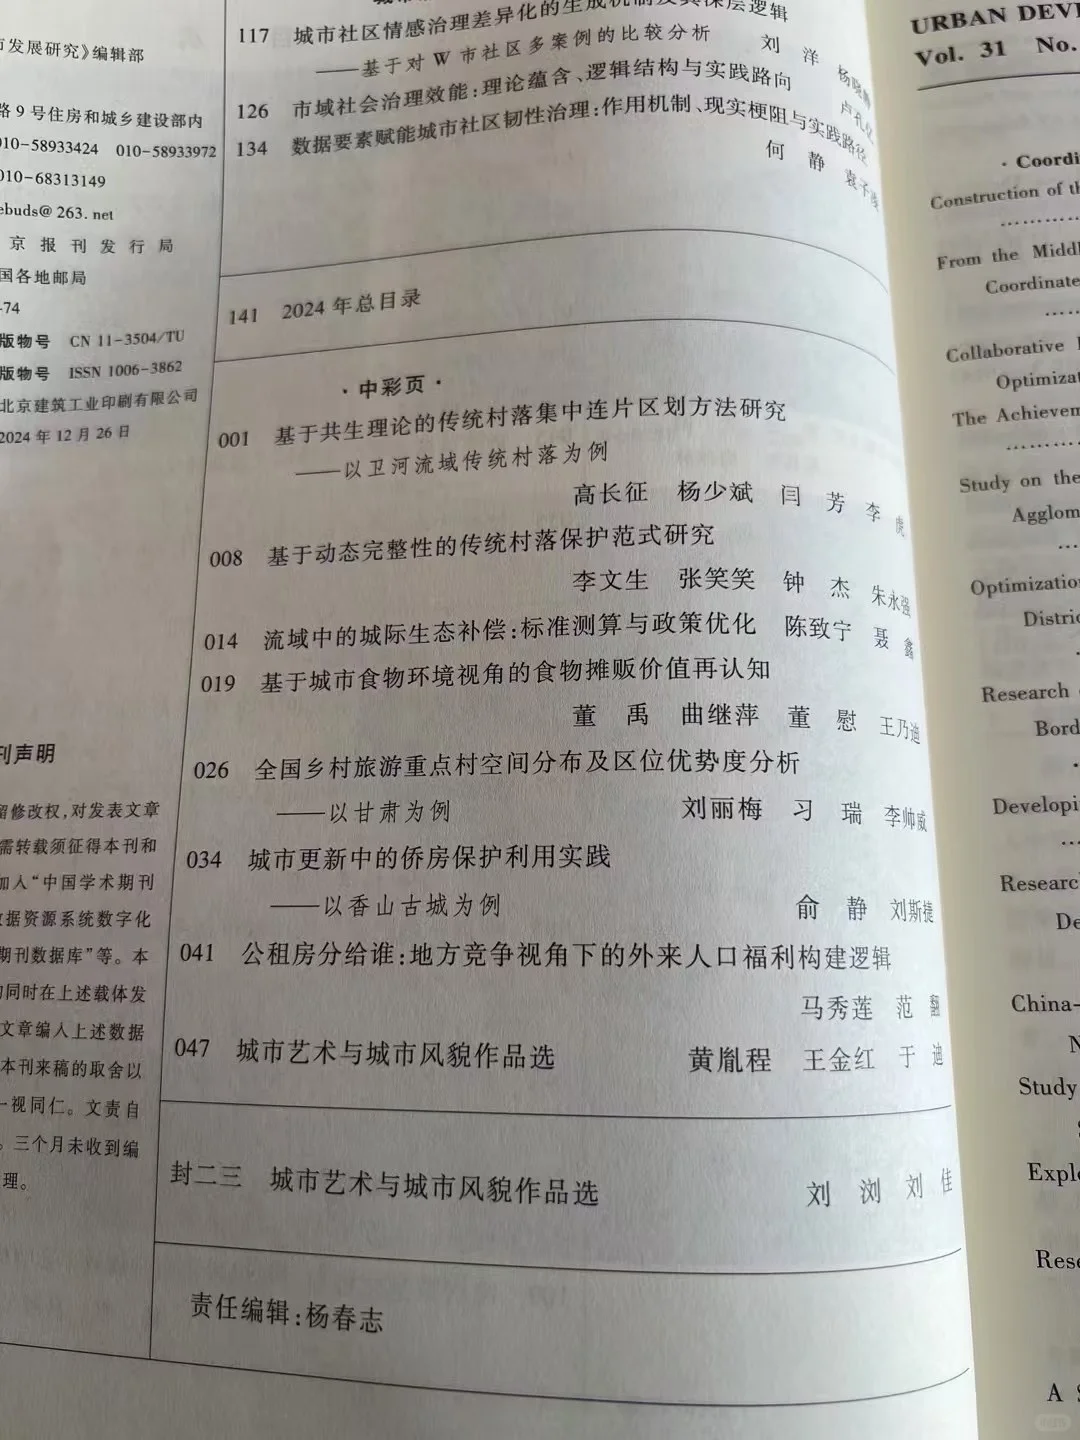 市发展研究》编辑部
路9号住房和城乡建设部内
010-58933424 010-58933972
010-68313149
ebuds@263.net
京报刊发行局
国各地邮局
-74
版物号 CN 11-3504/TU
版物号 ISSN 1006-3862
北京建筑工业印刷有限公司
2024年12月26日
刊声明
留修改权,对发表文章
需转载须征得本刊和
加入“中国学术期刊
数据资源系统数字化
期刊数据库”等。本
同时在上述载体发
文章编入上述数据
本刊来稿的取舍以
一视同仁。文责自
。三个月未收到编
理。
117 城市社区情感治理差异化的生成机制及其深层逻辑
——基于对W市社区多案例的比较分析 刘 洋 杨晓
126 市域社会治理效能:理论蕴含、逻辑结构与实践路向
134 数据要素赋能城市社区韧性治理:作用机制、现实梗阻与实践路径
何 静 袁子
141 2024年总目录
·中彩页·
001 基于共生理论的传统村落集中连片区划方法研究
——以卫河流域传统村落为例
高长征 杨少斌 闫 芳 李 虎
008 基于动态完整性的传统村落保护范式研究
李文生 张笑笑 钟 杰 朱永强
014 流域中的城际生态补偿:标准测算与政策优化 陈致宁 聂 鑫
019 基于城市食物环境视角的食物摊贩价值再认知
董 禹 曲继萍 董 慰 王乃迪
026 全国乡村旅游重点村空间分布及区位优势度分析
——以甘肃为例 刘丽梅 习 瑞 李帅威
034 城市更新中的侨房保护利用实践
——以香山古城为例 俞 静 刘斯捷
041 公租房分给谁:地方竞争视角下的外来人口福利构建逻辑
马秀莲 范 翻
047 城市艺术与城市风貌作品选 黄胤程 王金红 于 迪
封二三 城市艺术与城市风貌作品选 刘 浏 刘 佳
责任编辑:杨春志
URBAN DEV
Vol. 31 No.
· Coordi
Construction of th
From the Middl
Coordinate
Collaborative
Optimizat
The Achievem
Study on the
Agglom
Optimization
Distric
Research
Bord
Developi
Research
De
China-
N
Study
Explo
Rese
A S